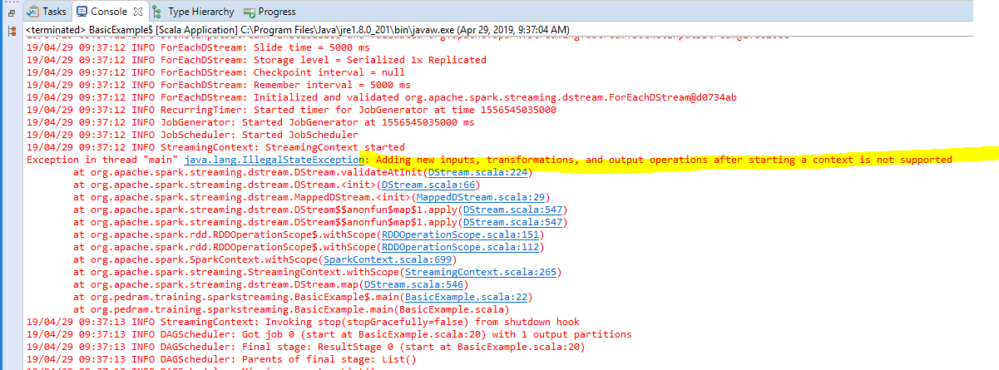 Tasks Console Type Hierarchy Progress
<terminated> BasicExample$ [Scala Application] C:\Program Files\Java\jre1.8.0_201\bin\javaw.exe (Apr 29, 2019, 9:37:04 AM)
19/04/29 09:37:12 INFO ForEachDStream: Slide time = 5000 ms
19/04/29 09:37:12 INFO ForEachDStream: Storage level = Serialized 1x Replicated
19/04/29 09:37:12 INFO ForEachDStream: Checkpoint interval = null
19/04/29 09:37:12 INFO ForEachDStream: Remember interval = 5000 ms
19/04/29 09:37:12 INFO ForEachDStream: Initialized and validated org.apache.spark.streaming.dstream.ForEachDStream@d0734ab
19/04/29 09:37:12 INFO RecurringTimer: Started timer for JobGenerator at time 1556545035000
19/04/29 09:37:12 INFO JobGenerator: Started JobGenerator at 1556545035000 ms
19/04/29 09:37:12 INFO JobScheduler: Started JobScheduler
19/04/29 09:37:12 INFO StreamingContext: StreamingContext started
Exception in thread "main" java.lang.IllegalStateException: Adding new inputs, transformations, and output operations after starting a context is not supported
at org.apache.spark.streaming.dstream.DStream.validateAtInit(DStream.scala:224)
at org.apache.spark.streaming.dstream.DStream.<init>(DStream.scala:66)
at org.apache.spark.streaming.dstream.MappedDStream.<init>(MappedDStream.scala:29)
at org.apache.spark.streaming.dstream.DStream$$anonfun$map$1.apply(DStream.scala:547)
at org.apache.spark.streaming.dstream.DStream$$anonfun$map$1.apply(DStream.scala:547)
at org.apache.spark.rdd.RDDOperationScope$.withScope(RDDOperationScope.scala:151)
at org.apache.spark.rdd.RDDOperationScope$.withScope(RDDOperationScope.scala:112)
at org.apache.spark.SparkContext.withScope(SparkContext.scala:699)
at org.apache.spark.streaming.StreamingContext.withScope(StreamingContext.scala:265)
at org.apache.spark.streaming.dstream.DStream.map(DStream.scala:546)
at org.pedram.training.sparkstreaming.BasicExample$.main(BasicExample.scala:22)
at org.pedram.training.sparkstreaming.BasicExample.main(BasicExample.scala)
19/04/29 09:37:13 INFO StreamingContext: Invoking stop(stopGracefully=false) from shutdown hook
19/04/29 09:37:13 INFO DAGScheduler: Got job 0 (start at BasicExample.scala:20) with 1 output partitions
19/04/29 09:37:13 INFO DAGScheduler: Final stage: ResultStage 0 (start at BasicExample.scala:20)
19/04/29 09:37:13 INFO DAGScheduler: Parents of final stage: List()